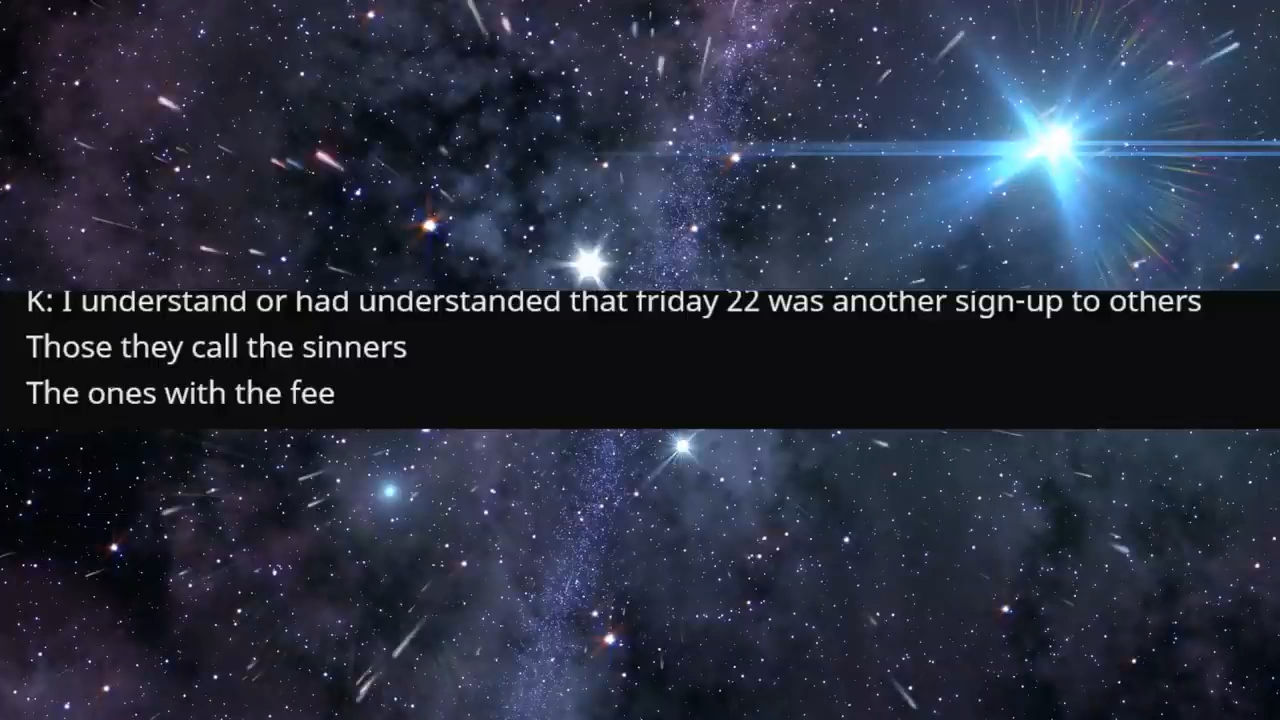 K: I understand or had understanded that friday 22 was another sign-up to others
Those they call the sinners
The ones with the fee